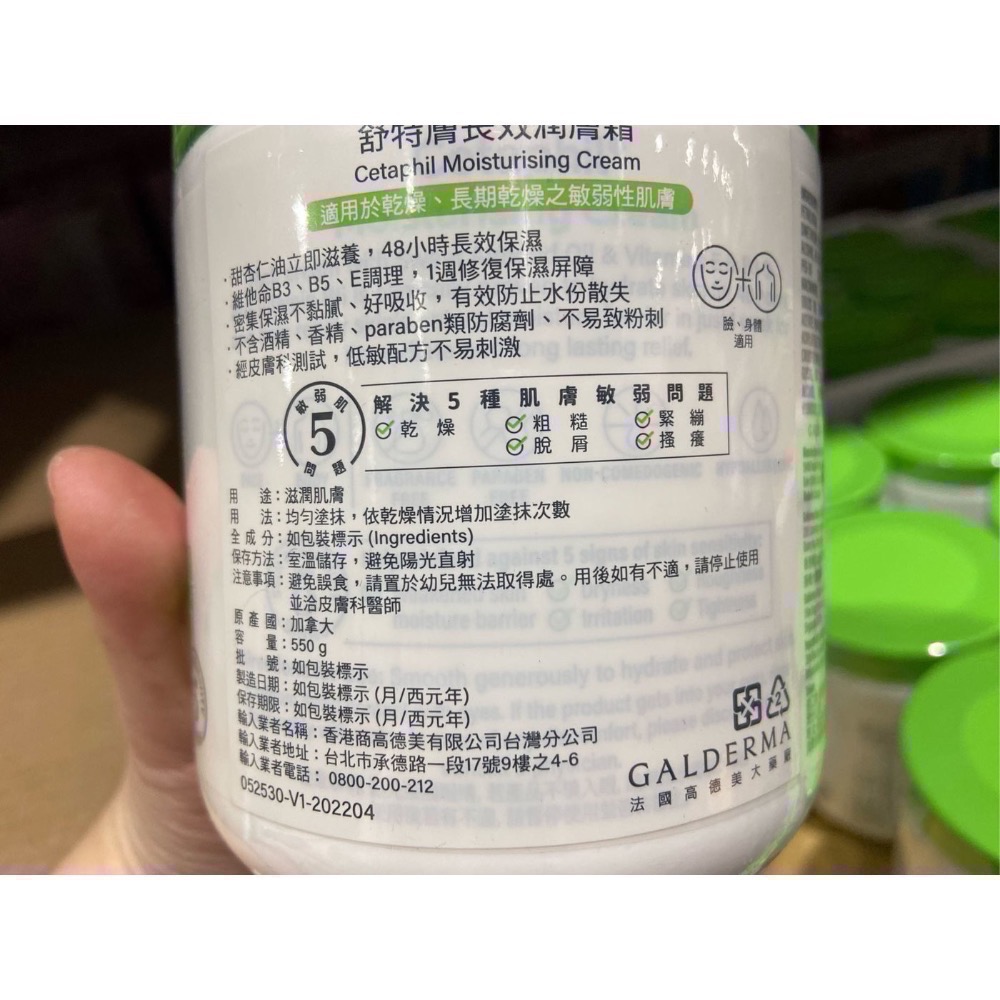 舒特膚長效潤膚霜
Cetaphil Moisturising Cream
適用於乾燥、長期乾燥之敏弱性肌膚
·甜杏仁油立即滋養，48小時長效保濕
·維他命B3、B5、E調理，1週修復保濕屏障
·密集保濕不黏膩、好吸收，有效防止水份散失
·不含酒精、香精、paraben類防腐劑、不易致粉刺
·經皮膚科測試，低敏配方不易刺激
臉、身體
適用
敏弱肌
5
問題
解決5種肌膚敏弱問題
乾燥 粗糙 緊繃
脫屑 搔癢
用途：滋潤肌膚
用法：均勻塗抹，依乾燥情況增加塗抹次數
全成分：如包裝標示 (Ingredients)
保存方法：室溫儲存，避免陽光直射
注意事項：避免誤食，請置於幼兒無法取得處。用後如有不適，請停止使用
並洽皮膚科醫師
原產國：加拿大
容量：550 g
批號：如包裝標示
製造日期：如包裝標示 (月/西元年)
保存期限：如包裝標示 (月/西元年)
輸入業者名稱：香港商高德美有限公司台灣分公司
輸入業者地址：台北市承德路一段17號9樓之4-6
輸入業者電話：0800-200-212
052530-V1-202204
2
GALDERMA
法國高德美大藥廠